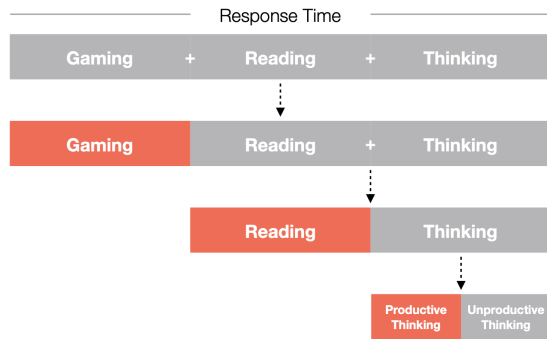 Response Time
Gaming + Reading + Thinking
Gaming Reading + Thinking
Reading Thinking
Productive Unproductive
Thinking Thinking